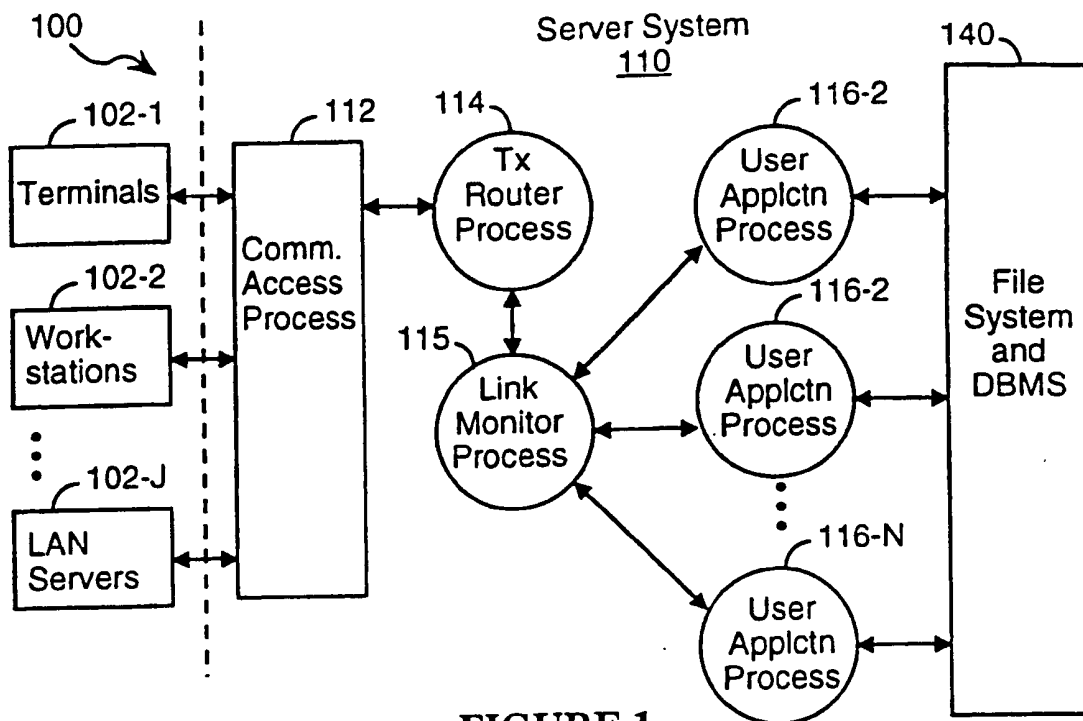 100
Server System
110
140
102-1
Terminals
112
Comm.
Access
Process
114
Tx
Router
Process
116-2
User
Applctn
Process
102-2
Work-
stations
115
Link
Monitor
Process
116-2
User
Applctn
Process
File
System
and
DBMS
102-J
LAN
Servers
116-N
User
Applctn
Process
FIGURE 1